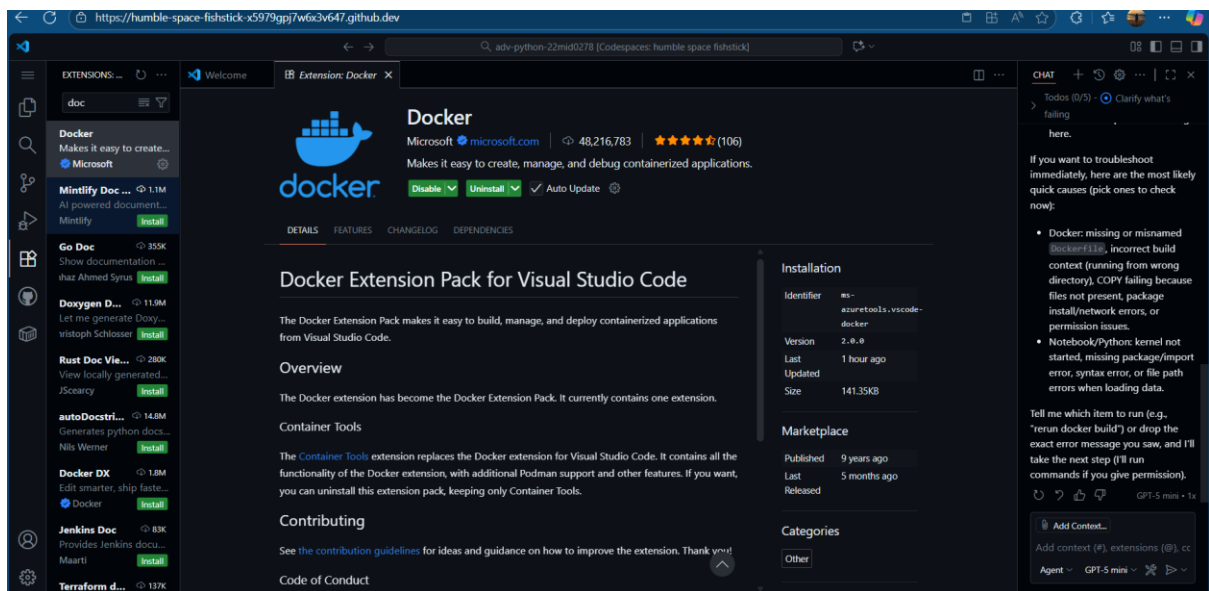 https://humble-space-fishstick-x5979gpj7w6x3v647.github.dev
adv-python-22mid0278 [Codespaces: humble space fishstick]
EXTENSIONS: ...
doc
Docker
Makes it easy to create...
Microsoft
Mintlify Doc ... 1.1M
AI powered document...
Mintlify Install
Go Doc 355K
Show documentation ...
haz Ahmed Syrus Install
Doxygen D... 11.9M
Let me generate Doxy...
ristoph Schlosser Install
Rust Doc Vie... 280K
View locally generated...
JScearcy Install
autoDocstri... 14.8M
Generates python docs...
Nils Werner Install
Docker DX 1.8M
Edit smarter, ship faste...
Docker Install
Jenkins Doc 83K
Provides Jenkins docu...
Maarti Install
Terraform d... 137K
Welcome
Extension: Docker
docker
Docker
Microsoft microsoft.com 48,216,783 (106)
Makes it easy to create, manage, and debug containerized applications.
Disable Uninstall Auto Update
DETAILS FEATURES CHANGELOG DEPENDENCIES
Docker Extension Pack for Visual Studio Code
The Docker Extension Pack makes it easy to build, manage, and deploy containerized applications
from Visual Studio Code.
Overview
The Docker extension has become the Docker Extension Pack. It currently contains one extension.
Container Tools
The Container Tools extension replaces the Docker extension for Visual Studio Code. It contains all the
functionality of the Docker extension, with additional Podman support and other features. If you want,
you can uninstall this extension pack, keeping only Container Tools.
Contributing
See the contribution guidelines for ideas and guidance on how to improve the extension. Thank you!
Code of Conduct
Installation
Identifier ms-
azuretools.vscode-
docker
Version 2.0.0
Last 1 hour ago
Updated
Size 141.35KB
Marketplace
Published 9 years ago
Last 5 months ago
Released
Categories
Other
CHAT
Todos (0/5) - Clarify what's
failing
here.
If you want to troubleshoot
immediately, here are the most likely
quick causes (pick ones to check
now):
• Docker: missing or misnamed
Dockerfile, incorrect build
context (running from wrong
directory), COPY failing because
files not present, package
install/network errors, or
permission issues.
• Notebook/Python: kernel not
started, missing package/import
error, syntax error, or file path
errors when loading data.
Tell me which item to run (e.g.,
"rerun docker build") or drop the
exact error message you saw, and I'll
take the next step (I'll run
commands if you give permission).
GPT-5 mini • 1x
Add Context...
Add context (#), extensions (@), cc
Agent GPT-5 mini